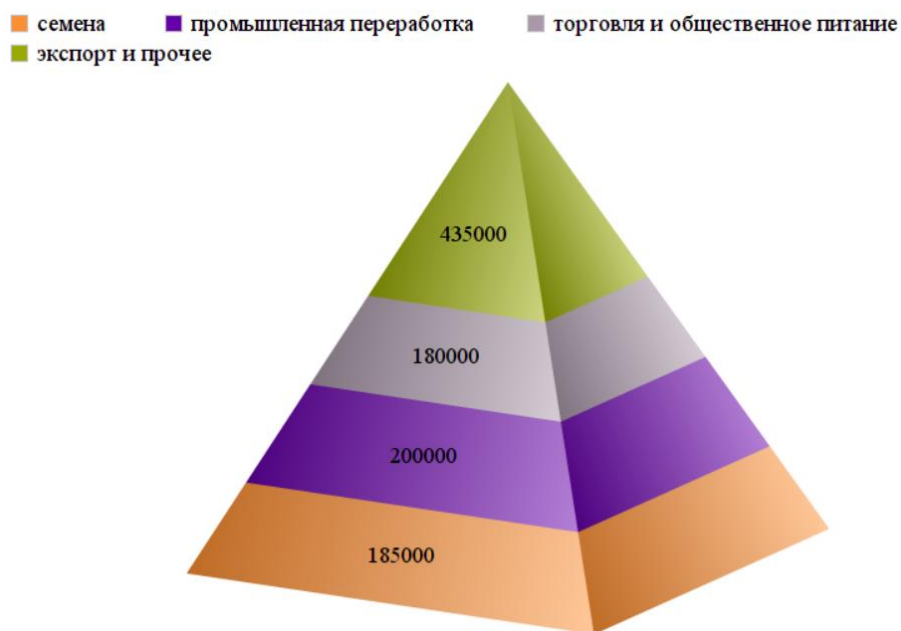 семена промышленная переработка торговля и общественное питание
экспорт и прочее
435000
180000
200000
185000